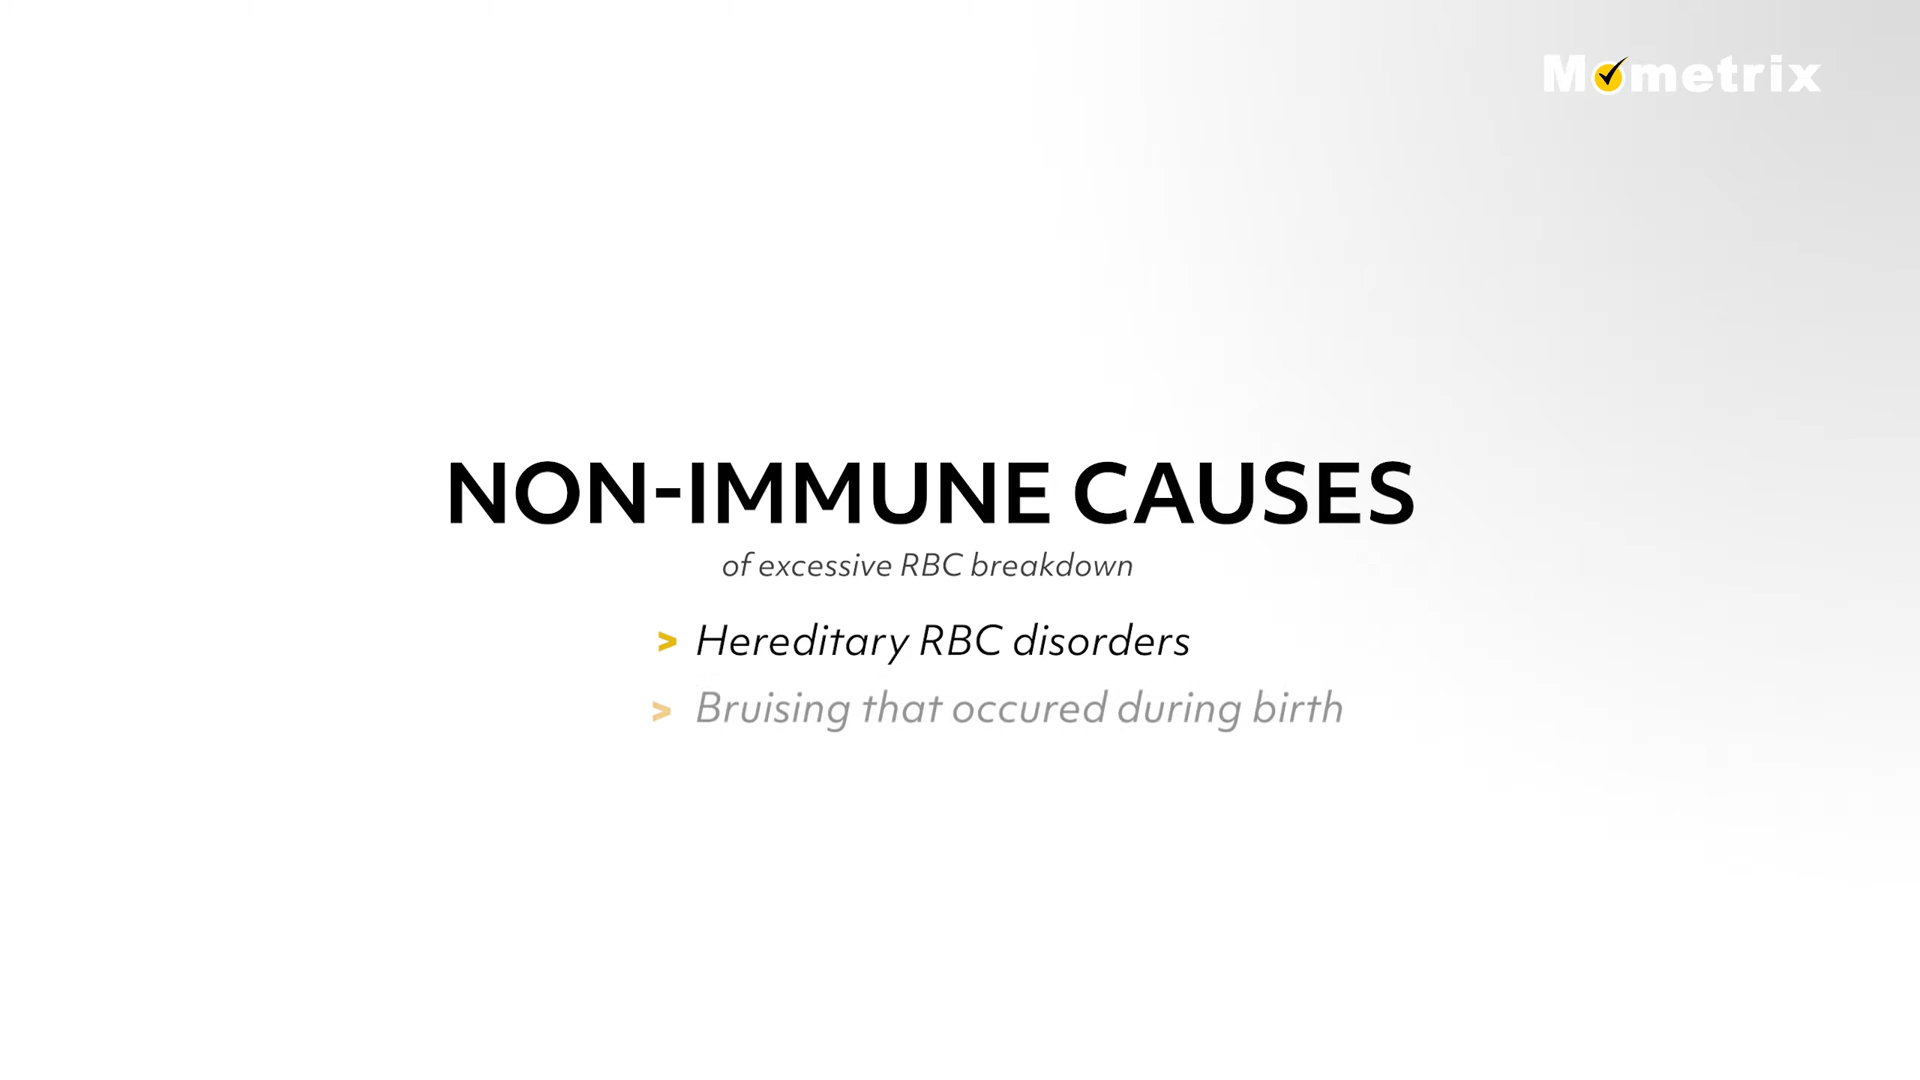 Mometrix
NON-IMMUNE CAUSES
of excessive RBC breakdown
> Hereditary RBC disorders
> Bruising that occured during birth